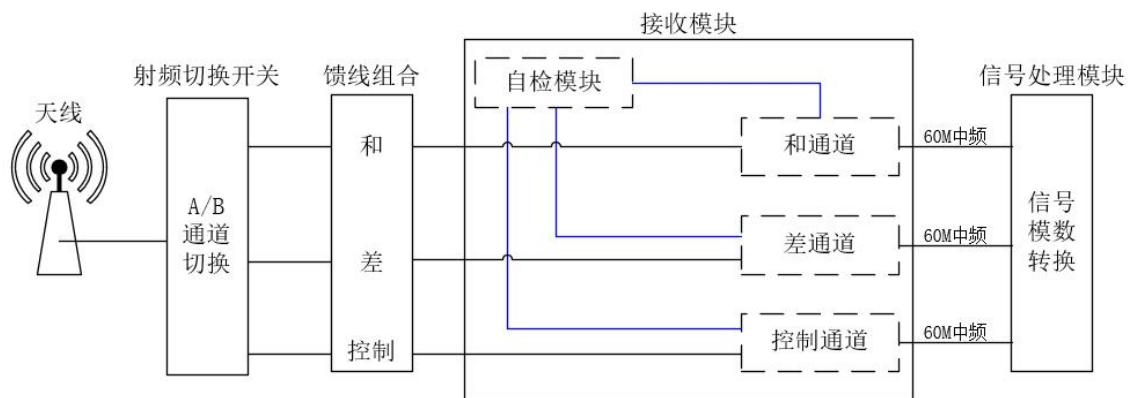 接收模块
射频切换开关
馈线组合
自检模块
信号处理模块
天线
和
和通道
60M中频
A/B
通道
切换
差
差通道
60M中频
信号
模数
转换
控制
控制通道
60M中频